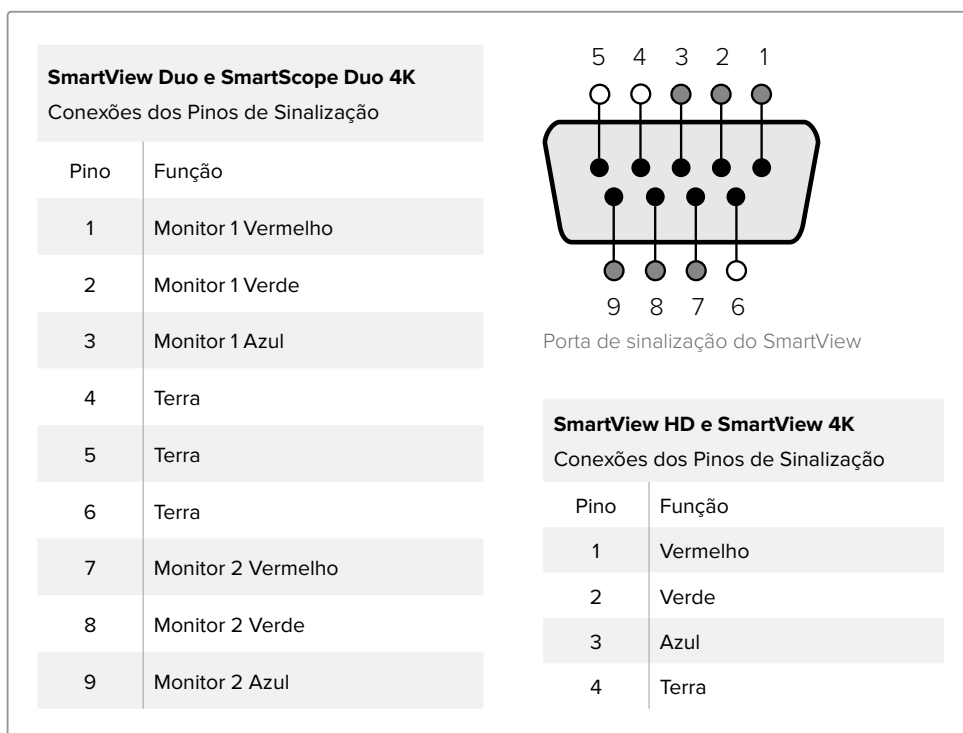 SmartView Duo e SmartScope Duo 4K
Conexões dos Pinos de Sinalização
Pino Função
1 Monitor 1 Vermelho
2 Monitor 1 Verde
3 Monitor 1 Azul
4 Terra
5 Terra
6 Terra
7 Monitor 2 Vermelho
8 Monitor 2 Verde
9 Monitor 2 Azul
5 4 3 2 1
9 8 7 6
Porta de sinalização do SmartView
SmartView HD e SmartView 4K
Conexões dos Pinos de Sinalização
Pino Função
1 Vermelho
2 Verde
3 Azul
4 Terra